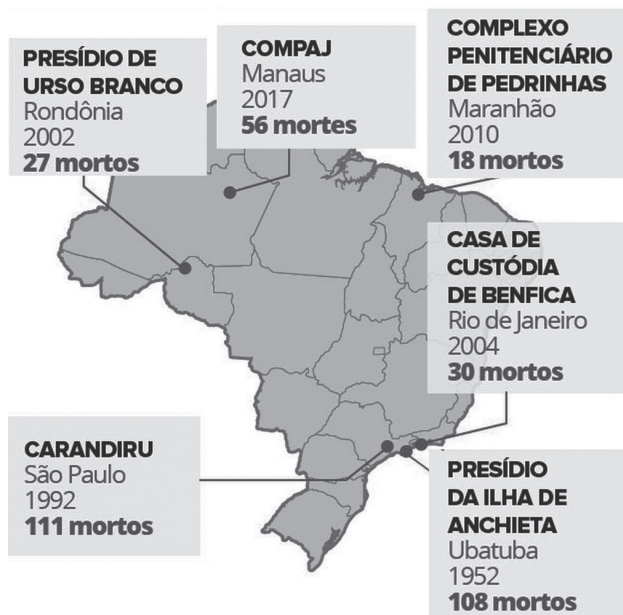 PRESÍDIO DE
URSO BRANCO
Rondônia
2002
27 mortos
COMPAJ
Manaus
2017
56 mortes
COMPLEXO
PENITENCIÁRIO
DE PEDRINHAS
Maranhão
2010
18 mortos
CASA DE
CUSTÓDIA
DE BENFICA
Rio de Janeiro
2004
30 mortos
CARANDIRU
São Paulo
1992
111 mortos
PRESÍDIO
DA ILHA DE
ANCHIETA
Ubatuba
1952
108 mortos